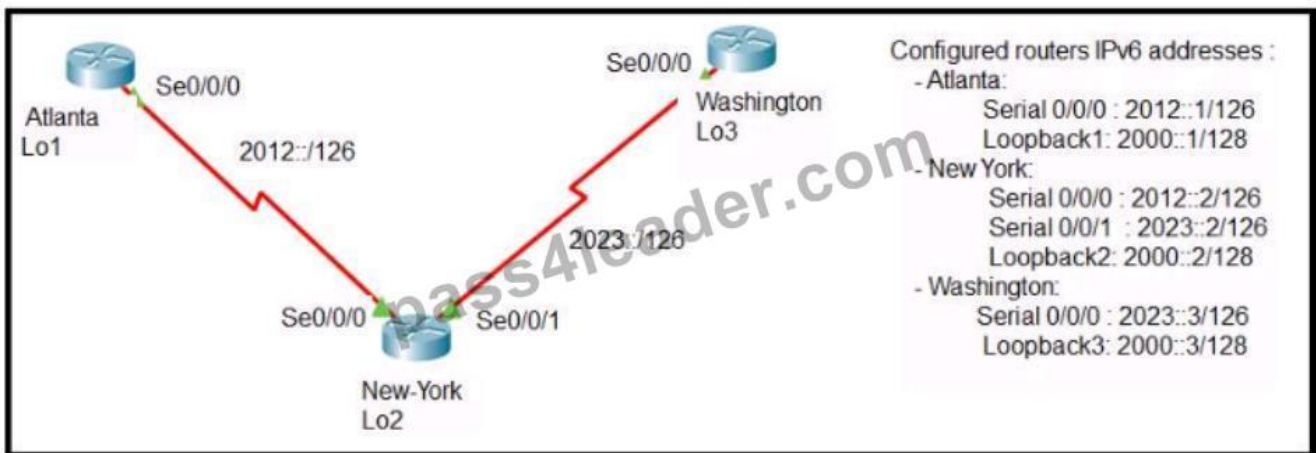 Se0/0/0
Atlanta
Lo1
2012::/126
Se0/0/0
Washington
Lo3
2023::/126
Se0/0/0
Se0/0/1
New-York
Lo2
Configured routers IPv6 addresses :
- Atlanta:
Serial 0/0/0 : 2012::1/126
Loopback1: 2000::1/128
- New York:
Serial 0/0/0 : 2012::2/126
Serial 0/0/1 : 2023::2/126
Loopback2: 2000::2/128
- Washington:
Serial 0/0/0 : 2023::3/126
Loopback3: 2000::3/128
pass4leader.com